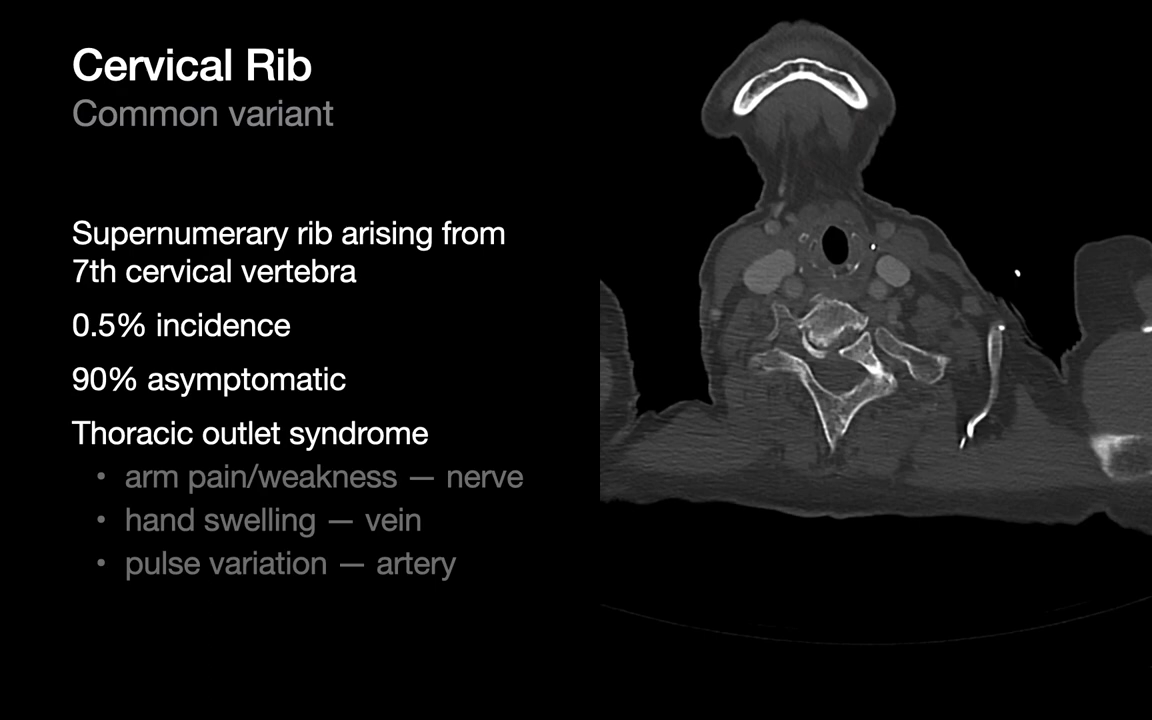 Cervical Rib
Common variant
Supernumerary rib arising from
7th cervical vertebra
0.5% incidence
90% asymptomatic
Thoracic outlet syndrome
• arm pain/weakness — nerve
• hand swelling — vein
• pulse variation — artery